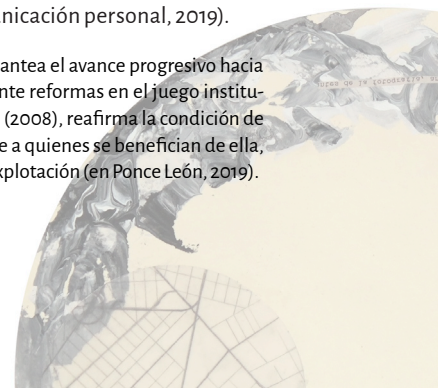 nicación personal, 2019).
antea el avance progresivo hacia
nte reformas en el juego institu-
(2008), reafirma la condición de
e a quienes se benefician de ella,
xplotación (en Ponce León, 2019).